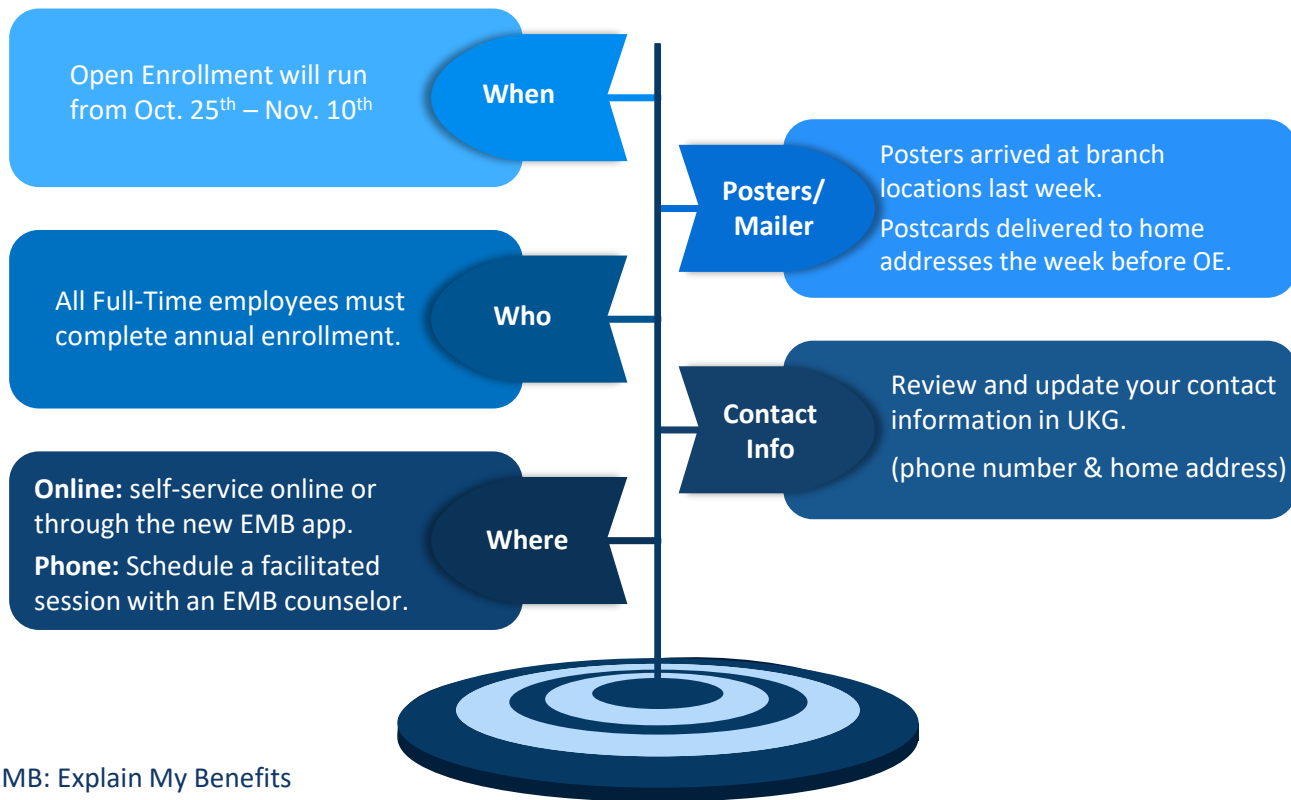 When
Open Enrollment will run
from Oct. 25th – Nov. 10th
Posters/
Mailer
Posters arrived at branch
locations last week.
Postcards delivered to home
addresses the week before OE.
Who
All Full-Time employees must
complete annual enrollment.
Contact
Info
Review and update your contact
information in UKG.
(phone number & home address)
Where
Online: self-service online or
through the new EMB app.
Phone: Schedule a facilitated
session with an EMB counselor.
MB: Explain My Benefits